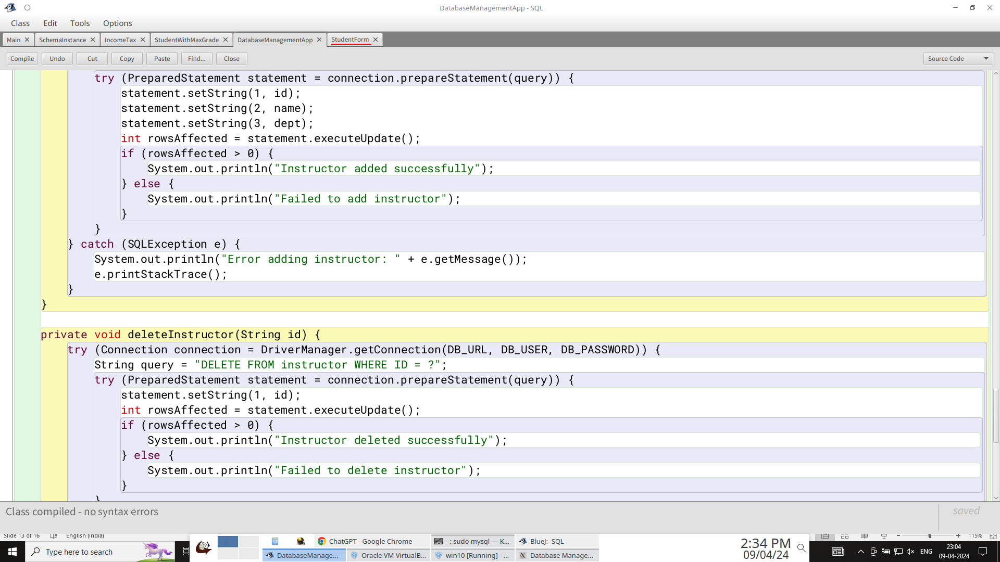 DatabaseManagementApp - SQL
Class Edit Tools Options
Main SchemaInstance IncomeTax StudentWithMaxGrade DatabaseManagementApp StudentForm
Compile Undo Cut Copy Paste Find... Close Source Code
try (PreparedStatement statement = connection.prepareStatement(query)) {
statement.setString(1, id);
statement.setString(2, name);
statement.setString(3, dept);
int rowsAffected = statement.executeUpdate();
if (rowsAffected > 0) {
System.out.println("Instructor added successfully");
} else {
System.out.println("Failed to add instructor");
}
}
} catch (SQLException e) {
System.out.println("Error adding instructor: " + e.getMessage());
e.printStackTrace();
}
}
private void deleteInstructor(String id) {
try (Connection connection = DriverManager.getConnection(DB_URL, DB_USER, DB_PASSWORD)) {
String query = "DELETE FROM instructor WHERE ID = ?";
try (PreparedStatement statement = connection.prepareStatement(query)) {
statement.setString(1, id);
int rowsAffected = statement.executeUpdate();
if (rowsAffected > 0) {
System.out.println("Instructor deleted successfully");
} else {
System.out.println("Failed to delete instructor");
}
}
Class compiled - no syntax errors
saved
Slide 13 of 16 English (India) 115%
ChatGPT - Google Chrome - : sudo mysql — K... BlueJ: SQL
DatabaseManage... Oracle VM VirtualB... win10 [Running] - ... Database Manage...
2:34 PM
09/04/24
Type here to search
ENG
23:04
09-04-2024